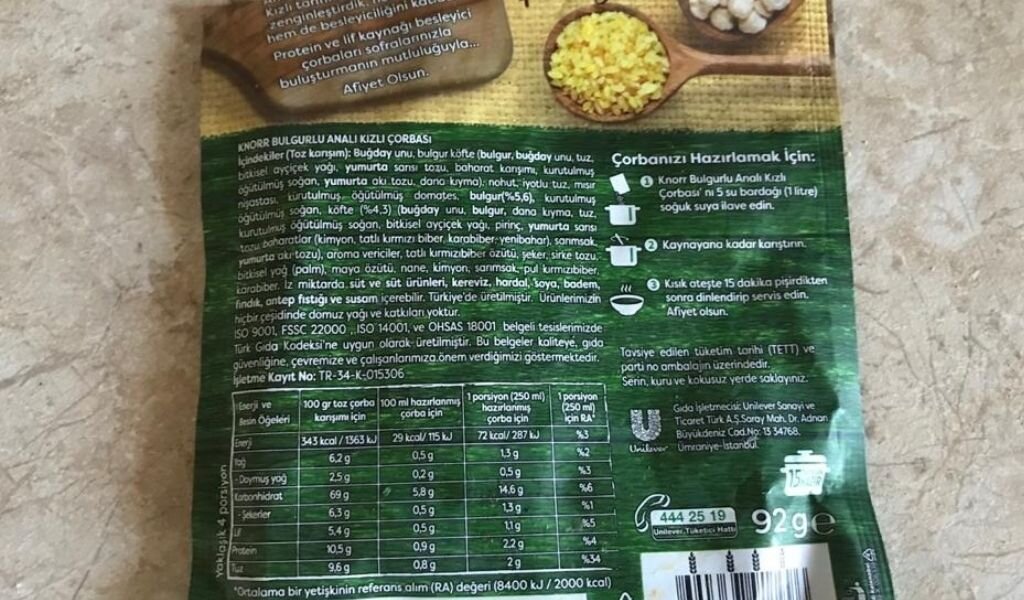 Kızlı
zenginleştirdik,
hem de besleyiciliğini
Protein ve lif kaynağı besleyici
çorbaları sofralarınızla
buluşturmanın mutluluğuyla...
Afiyet Olsun.
KNORR BULGURLU ANALI KIZLI ÇORBASI
İçindekiler (Toz karışım): Buğday unu, bulgur köfte (bulgur, buğday unu, tuz,
bitkisel ayçiçek yağı, yumurta sarısı tozu, baharat karışımı, kurutulmuş
öğütülmüş soğan, yumurta akı tozu, dana kıyma), nohut, iyotlu tuz, mısır
nişastası, kurutulmuş öğütülmüş domates, bulgur(%5,6), kurutulmuş
öğütülmüş soğan, köfte (%4,3) (buğday unu, bulgur, dana kıyma, tuz,
kurutulmuş öğütülmüş soğan, bitkisel ayçiçek yağı, pirinç, yumurta sarısı
tozu, baharatlar (kimyon, tatlı kırmızı biber, karabiber, yenibahar), sarımsak,
yumurta akı tozu), aroma vericiler, tatlı kırmızıbiber özütü, şeker, sirke tozu,
bitkisel yağ (palm), maya özütü, nane, kimyon, sarımsak, pul kırmızıbiber,
karabiber. İz miktarda süt ve süt ürünleri, kereviz, hardal, soya, badem,
fındık, antep fıstığı ve susam içerebilir. Türkiye'de üretilmiştir. Ürünlerimizin
hiçbir çeşidinde domuz yağı ve katkıları yoktur.
ISO 9001, FSSC 22000 , ISO 14001, ve OHSAS 18001 belgeli tesislerimizde
Türk Gıda Kodeksi'ne uygun olarak üretilmiştir. Bu belgeler kaliteye, gıda
güvenliğine, çevremize ve çalışanlarımıza önem verdiğimizi göstermektedir.
İşletme Kayıt No: TR-34-K-015306
Çorbanızı Hazırlamak İçin:
1 Knorr Bulgurlu Analı Kızlı
Çorbası' nı 5 su bardağı (1 litre)
soğuk suya ilave edin.
2 Kaynayana kadar karıştırın.
3 Kısık ateşte 15 dakika pişirdikten
sonra dinlendirip servis edin.
Afiyet olsun.
Tavsiye edilen tüketim tarihi (TETT) ve
parti no ambalajın üzerindedir.
Serin, kuru ve kokusuz yerde saklayınız.
Unilever
Gıda İşletmecisi: Unilever Sanayi ve
Ticaret Türk A.Ş.Saray Mah. Dr. Adnan
Büyükdeniz Cad.No: 13 34768
Ümraniye-İstanbul
Enerji ve Besin Öğeleri 100 gr toz çorba karışımı için 100 ml hazırlanmış çorba için 1 porsiyon (250 ml) hazırlanmış çorba için 1 porsiyon (250 ml) için RA*
Enerji 343 kcal/ 1363 kJ 29 kcal/ 115 kJ 72 kcal/ 287 kJ %3
Yağ 6,2 g 0,5 g 1,3 g %2
- Doymuş yağ 2,5 g 0,2 g 0,5 g %3
Karbonhidrat 69 g 5,8 g 14,6 g %6
- Şekerler 6,3 g 0,5 g 1,3 g %1
Lif 5,4 g 0,5 g 1,1 g %5
Protein 10,5 g 0,9 g 2,2 g %4
Tuz 9,6 g 0,8 g 2 g %34
Yaklaşık 4 porsiyon
*Ortalama bir yetişkinin referans alım (RA) değeri (8400 kJ / 2000 kcal)
444 25 19
Unilever Tüketici Hattı
15
92 g e